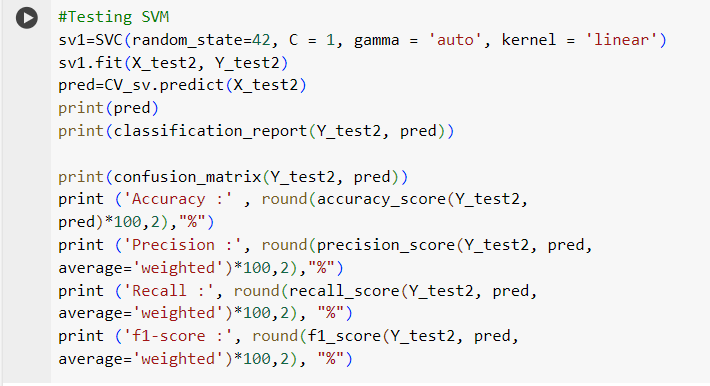 #Testing SVM
sv1=SVC(random_state=42, C = 1, gamma = 'auto', kernel = 'linear')
sv1.fit(X_test2, Y_test2)
pred=CV_sv.predict(X_test2)
print(pred)
print(classification_report(Y_test2, pred))

print(confusion_matrix(Y_test2, pred))
print ('Accuracy :' , round(accuracy_score(Y_test2,
pred)*100,2),"%")
print ('Precision :', round(precision_score(Y_test2, pred,
average='weighted')*100,2),"%")
print ('Recall :', round(recall_score(Y_test2, pred,
average='weighted')*100,2), "%")
print ('f1-score :', round(f1_score(Y_test2, pred,
average='weighted')*100,2), "%")